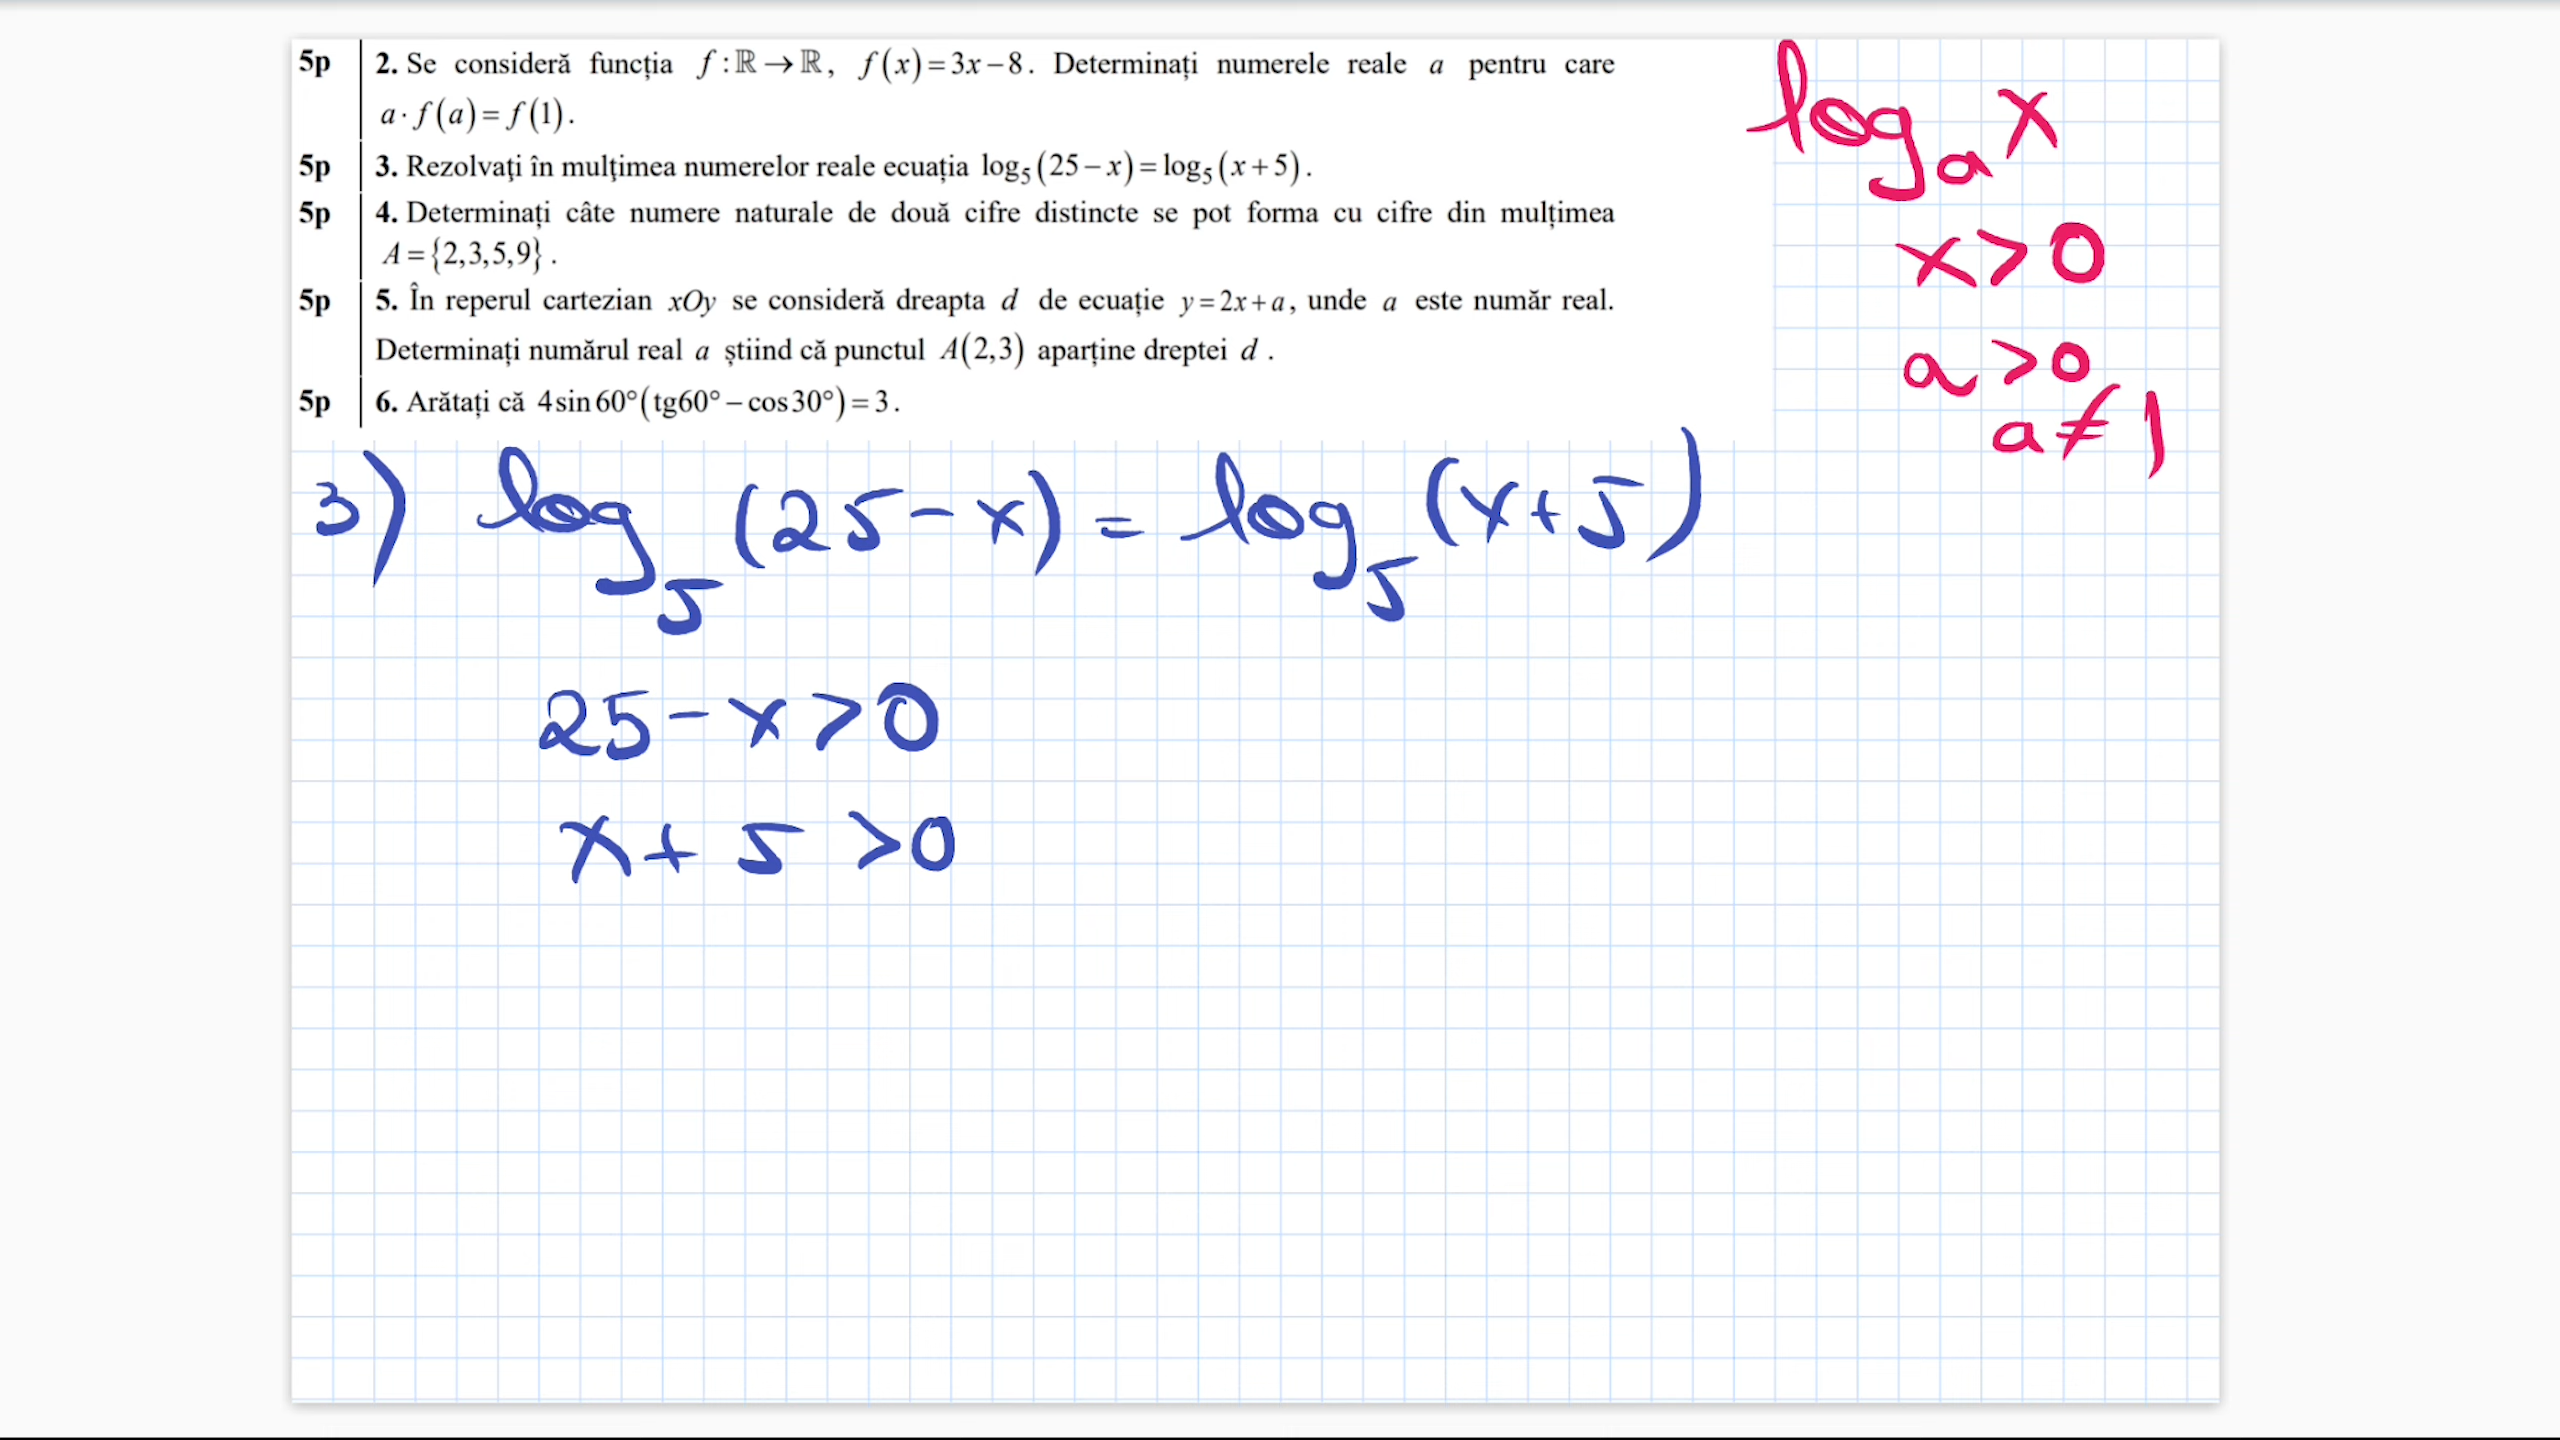 5p 2. Se consideră funcția f : ℝ → ℝ, f(x) = 3x − 8. Determinați numerele reale a pentru care
a · f(a) = f(1).
5p 3. Rezolvați în mulțimea numerelor reale ecuația log₅(25 − x) = log₅(x + 5).
5p 4. Determinați câte numere naturale de două cifre distincte se pot forma cu cifre din mulțimea
A = {2,3,5,9}.
5p 5. În reperul cartezian xOy se consideră dreapta d de ecuație y = 2x + a, unde a este număr real.
Determinați numărul real a știind că punctul A(2,3) aparține dreptei d.
5p 6. Arătați că 4sin60°(tg60° − cos30°) = 3.
logₐ x
x > 0
a > 0
a ≠ 1
3) log₅ (25 − x) = log₅ (x + 5)
25 − x > 0
x + 5 > 0